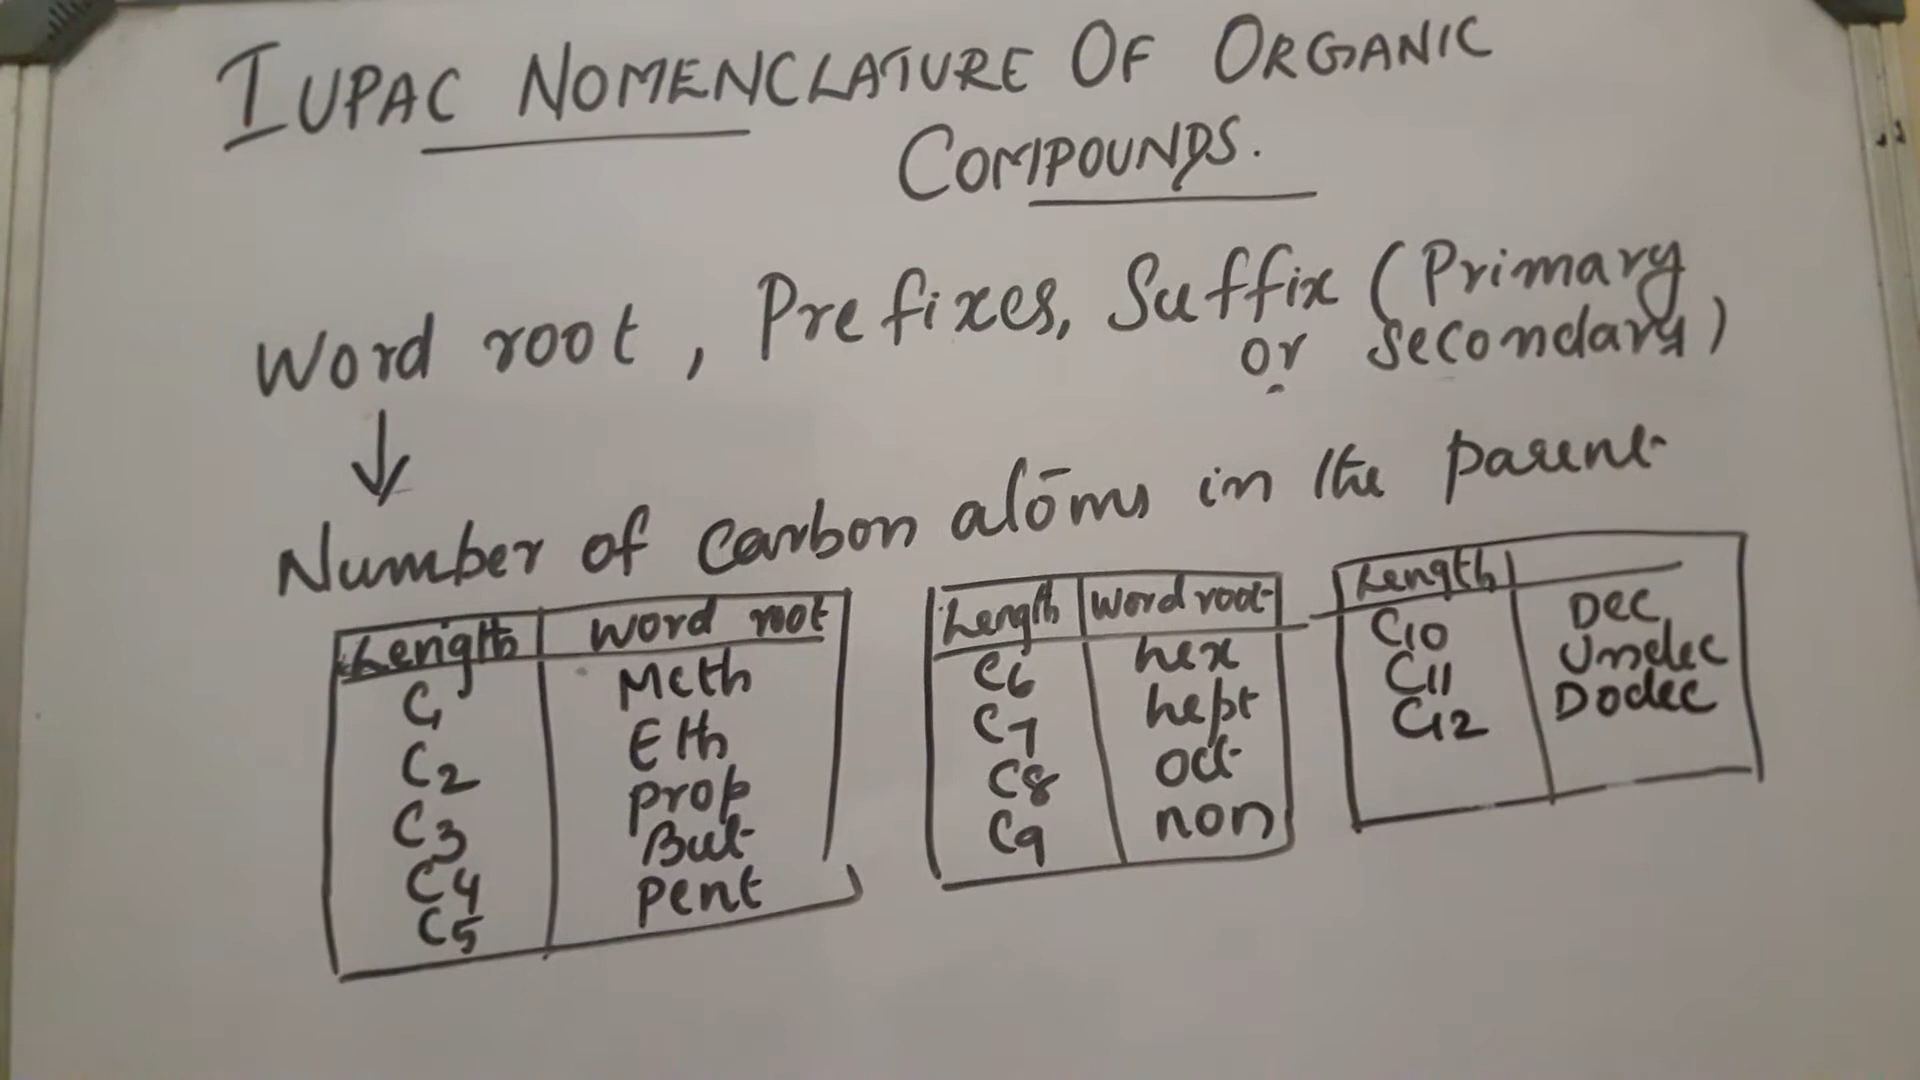 IUPAC NOMENCLATURE OF ORGANIC
COMPOUNDS.
Word root, Prefixes, Suffix (Primary
or secondary)
↓
Number of carbon atoms in the parent
Length word root
C1 Meth
C2 Eth
C3 prop
C4 But
C5 pent
Length word root
C6 hex
C7 hept
C8 oct
C9 non
Length
C10 Dec
C11 Undec
C12 Dodec